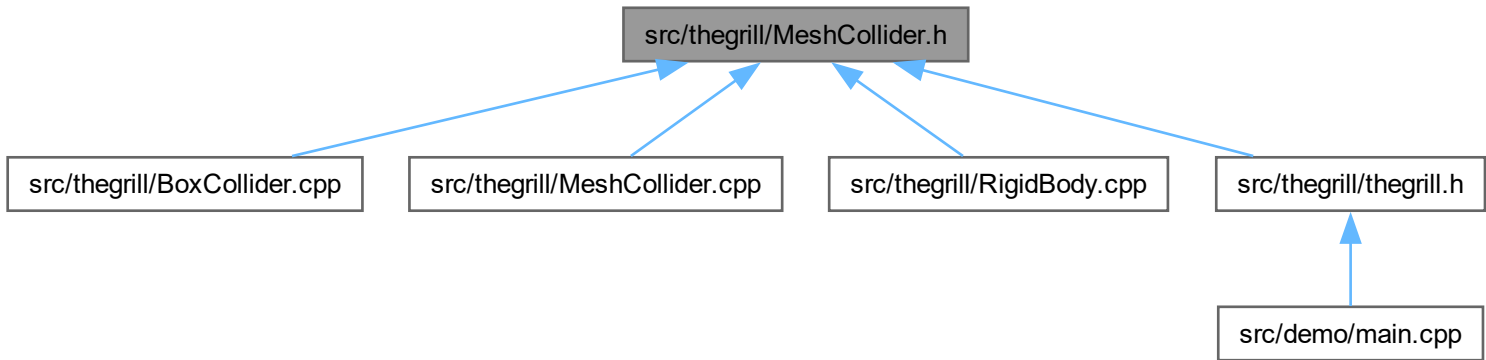 src/thegrill/MeshCollider.h
src/thegrill/BoxCollider.cpp
src/thegrill/MeshCollider.cpp
src/thegrill/RigidBody.cpp
src/thegrill/thegrill.h
src/demo/main.cpp